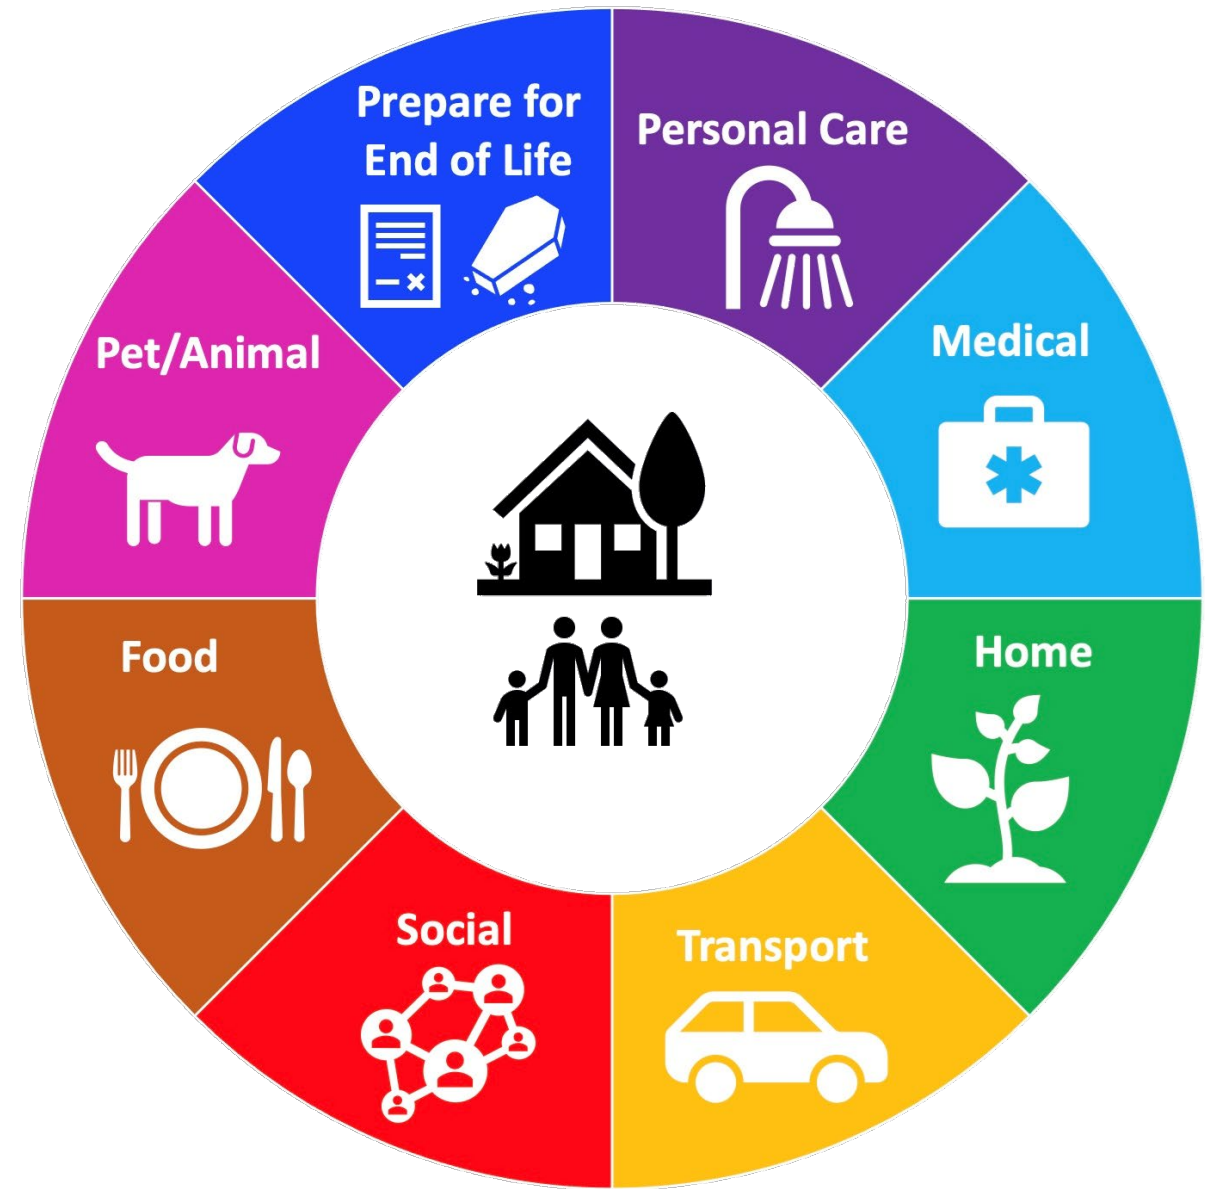 Prepare for
End of Life
Personal Care
Medical
Home
Transport
Social
Food
Pet/Animal